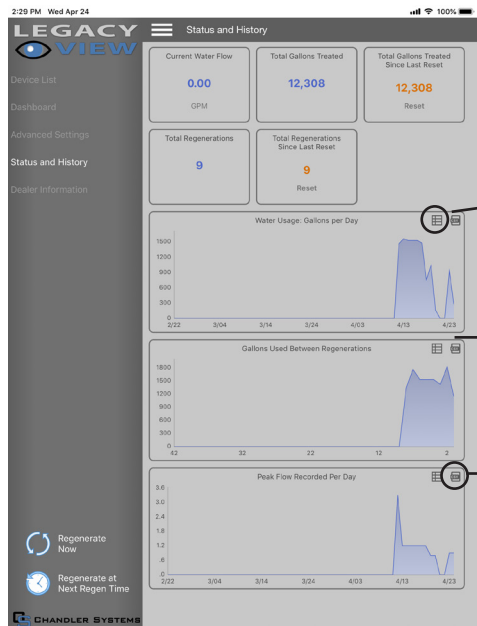 2:29 PM Wed Apr 24
100%
LEGACY
VIEW
Status and History
Device List
Dashboard
Advanced Settings
Status and History
Dealer Information
Current Water Flow
0.00
GPM
Total Gallons Treated
12,308
Total Gallons Treated
Since Last Reset
12,308
Reset
Total Regenerations
9
Total Regenerations
Since Last Reset
9
Reset
Water Usage: Gallons per Day
1500
1200
900
600
300
0
2/22 3/04 3/14 3/24 4/03 4/13 4/23
Gallons Used Between Regenerations
1800
1500
1200
900
600
300
0
42 32 22 12 2
Peak Flow Recorded Per Day
3.6
3.0
2.4
1.8
1.2
.6
0
2/22 3/04 3/14 3/24 4/03 4/13 4/23
Regenerate
Now
Regenerate at
Next Regen Time
CHANDLER SYSTEMS